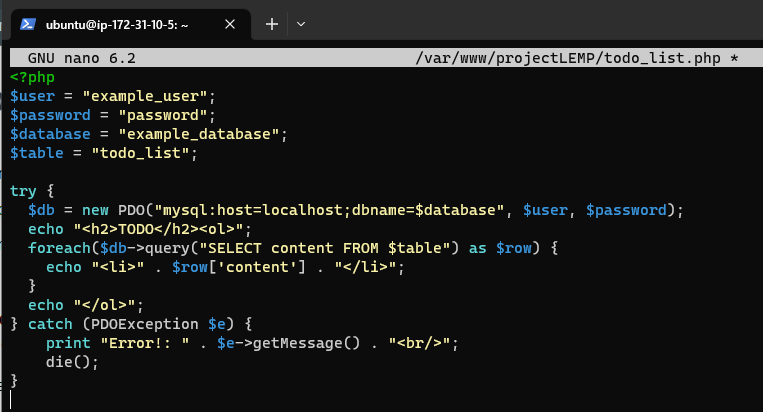 ubuntu@ip-172-31-10-5: ~
GNU nano 6.2 /var/www/projectLEMP/todo_list.php *
<?php
$user = "example_user";
$password = "password";
$database = "example_database";
$table = "todo_list";

try {
  $db = new PDO("mysql:host=localhost;dbname=$database", $user, $password);
  echo "<h2>TODO</h2><ol>";
  foreach($db->query("SELECT content FROM $table") as $row) {
    echo "<li>" . $row['content'] . "</li>";
  }
  echo "</ol>";
} catch (PDOException $e) {
    print "Error!: " . $e->getMessage() . "<br/>";
    die();
}